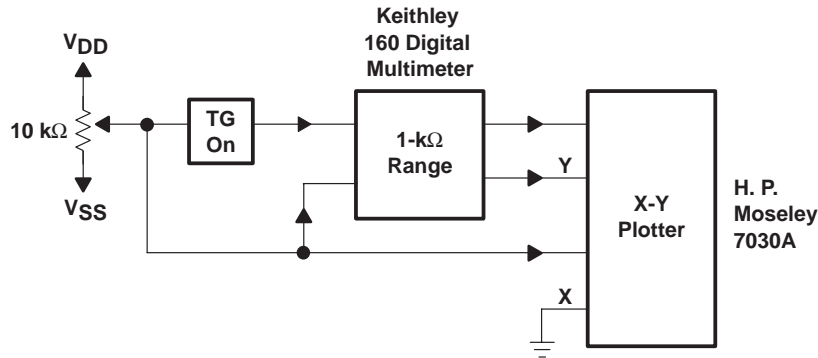 Keithley
160 Digital
Multimeter
VDD
10 kΩ
VSS
TG
On
1-kΩ
Range
Y
X
X-Y
Plotter
H. P.
Moseley
7030A